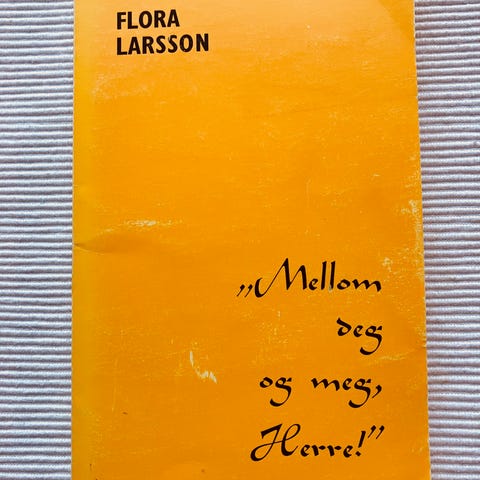 FLORA
LARSSON
„Mellom
deg
og meg,
Herre!”